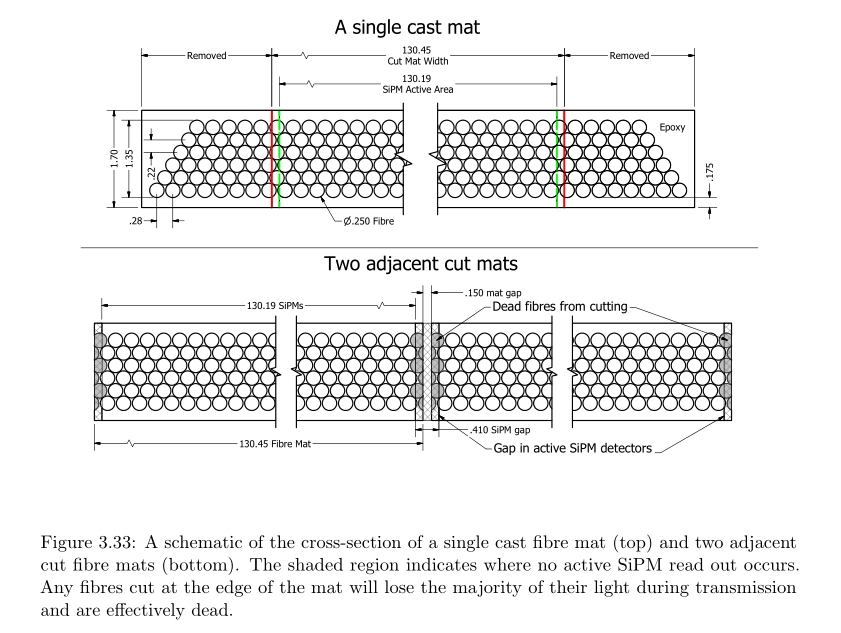 A single cast mat
Removed
130.45
Cut Mat Width
Removed
130.19
SiPM Active Area
Epoxy
1.70
1.35
.22
.175
.28
Ø.250 Fibre
Two adjacent cut mats
.150 mat gap
130.19 SiPMs
Dead fibres from cutting
.410 SiPM gap
130.45 Fibre Mat
Gap in active SiPM detectors
Figure 3.33: A schematic of the cross-section of a single cast fibre mat (top) and two adjacent
cut fibre mats (bottom). The shaded region indicates where no active SiPM read out occurs.
Any fibres cut at the edge of the mat will lose the majority of their light during transmission
and are effectively dead.